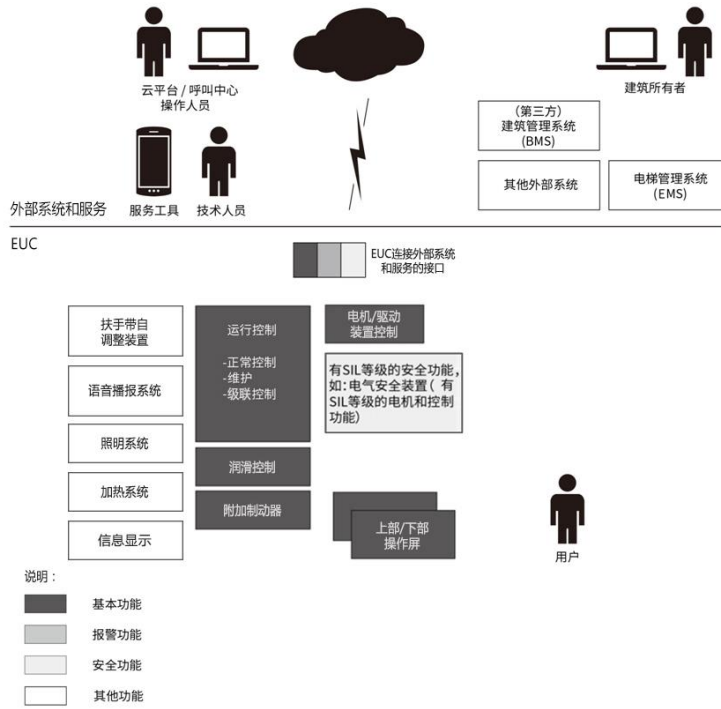 云平台 / 呼叫中心
操作人员
建筑所有者
（第三方）
建筑管理系统
(BMS)
其他外部系统
电梯管理系统
(EMS)
外部系统和服务
服务工具
技术人员
EUC
EUC连接外部系统
和服务的接口
扶手带自
调整装置
语音播报系统
照明系统
加热系统
信息显示
运行控制
-正常控制
-维护
-级联控制
润滑控制
附加制动器
电机/驱动
装置控制
有SIL等级的安全功能，
如：电气安全装置（ 有
SIL等级的电机和控制
功能）
上部/下部
操作屏
用户
说明：
基本功能
报警功能
安全功能
其他功能